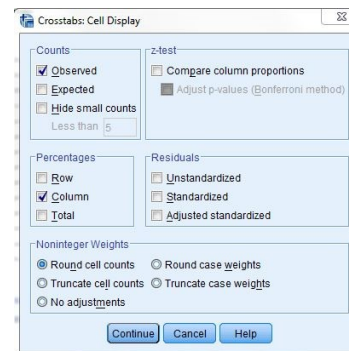 Crosstabs: Cell Display
Counts
Observed
Expected
Hide small counts
Less than 5
z-test
Compare column proportions
Adjust p-values (Bonferroni method)
Percentages
Row
Column
Total
Residuals
Unstandardized
Standardized
Adjusted standardized
Noninteger Weights
Round cell counts Round case weights
Truncate cell counts Truncate case weights
No adjustments
Continue Cancel Help